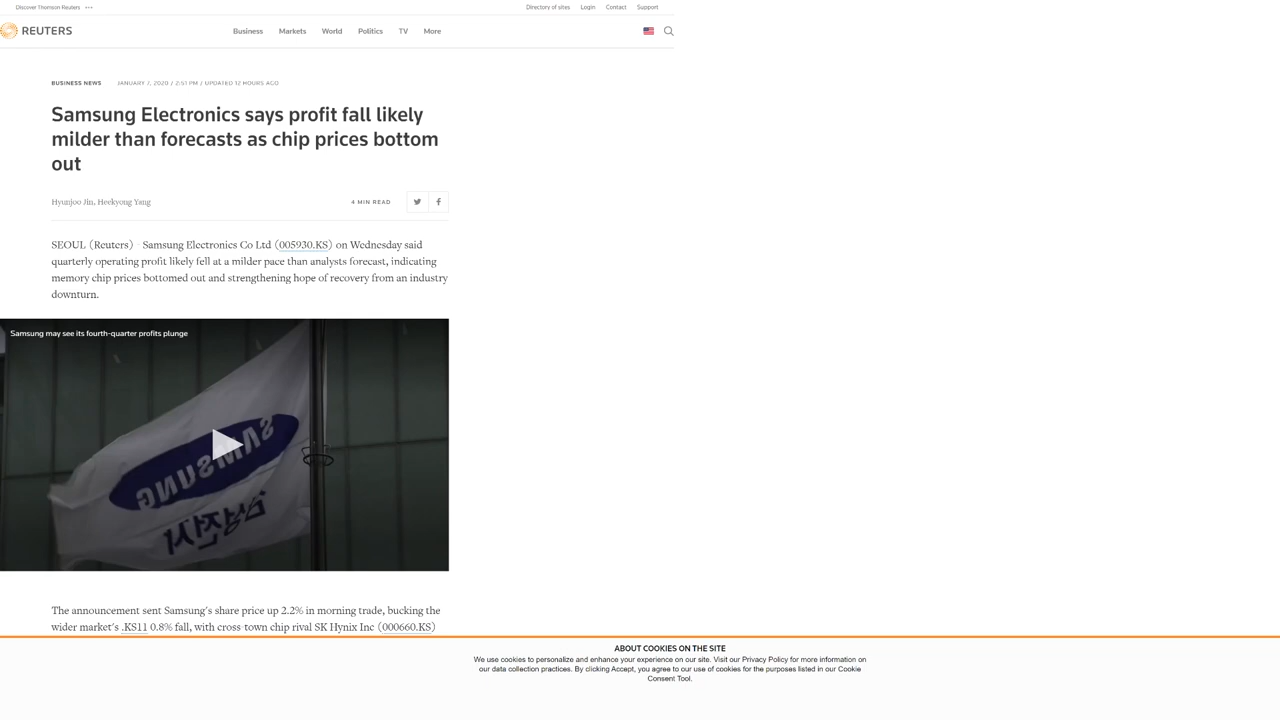 Discover Thomson Reuters
Directory of sites Login Contact Support
REUTERS Business Markets World Politics TV More
BUSINESS NEWS JANUARY 7, 2020 / 2:51 PM / UPDATED 12 HOURS AGO
Samsung Electronics says profit fall likely
milder than forecasts as chip prices bottom
out
Hyunjoo Jin, Heekyong Yang 4 MIN READ
SEOUL (Reuters) Samsung Electronics Co Ltd (005930.KS) on Wednesday said
quarterly operating profit likely fell at a milder pace than analysts forecast, indicating
memory chip prices bottomed out and strengthening hope of recovery from an industry
downturn.
Samsung may see its fourth-quarter profits plunge
SAMSUNG
삼성전자
The announcement sent Samsung's share price up 2.2% in morning trade, bucking the
wider market's .KS11 0.8% fall, with cross town chip rival SK Hynix Inc (000660.KS)
ABOUT COOKIES ON THE SITE
We use cookies to personalize and enhance your experience on our site. Visit our Privacy Policy for more information on
our data collection practices. By clicking Accept, you agree to our use of cookies for the purposes listed in our Cookie
Consent Tool.